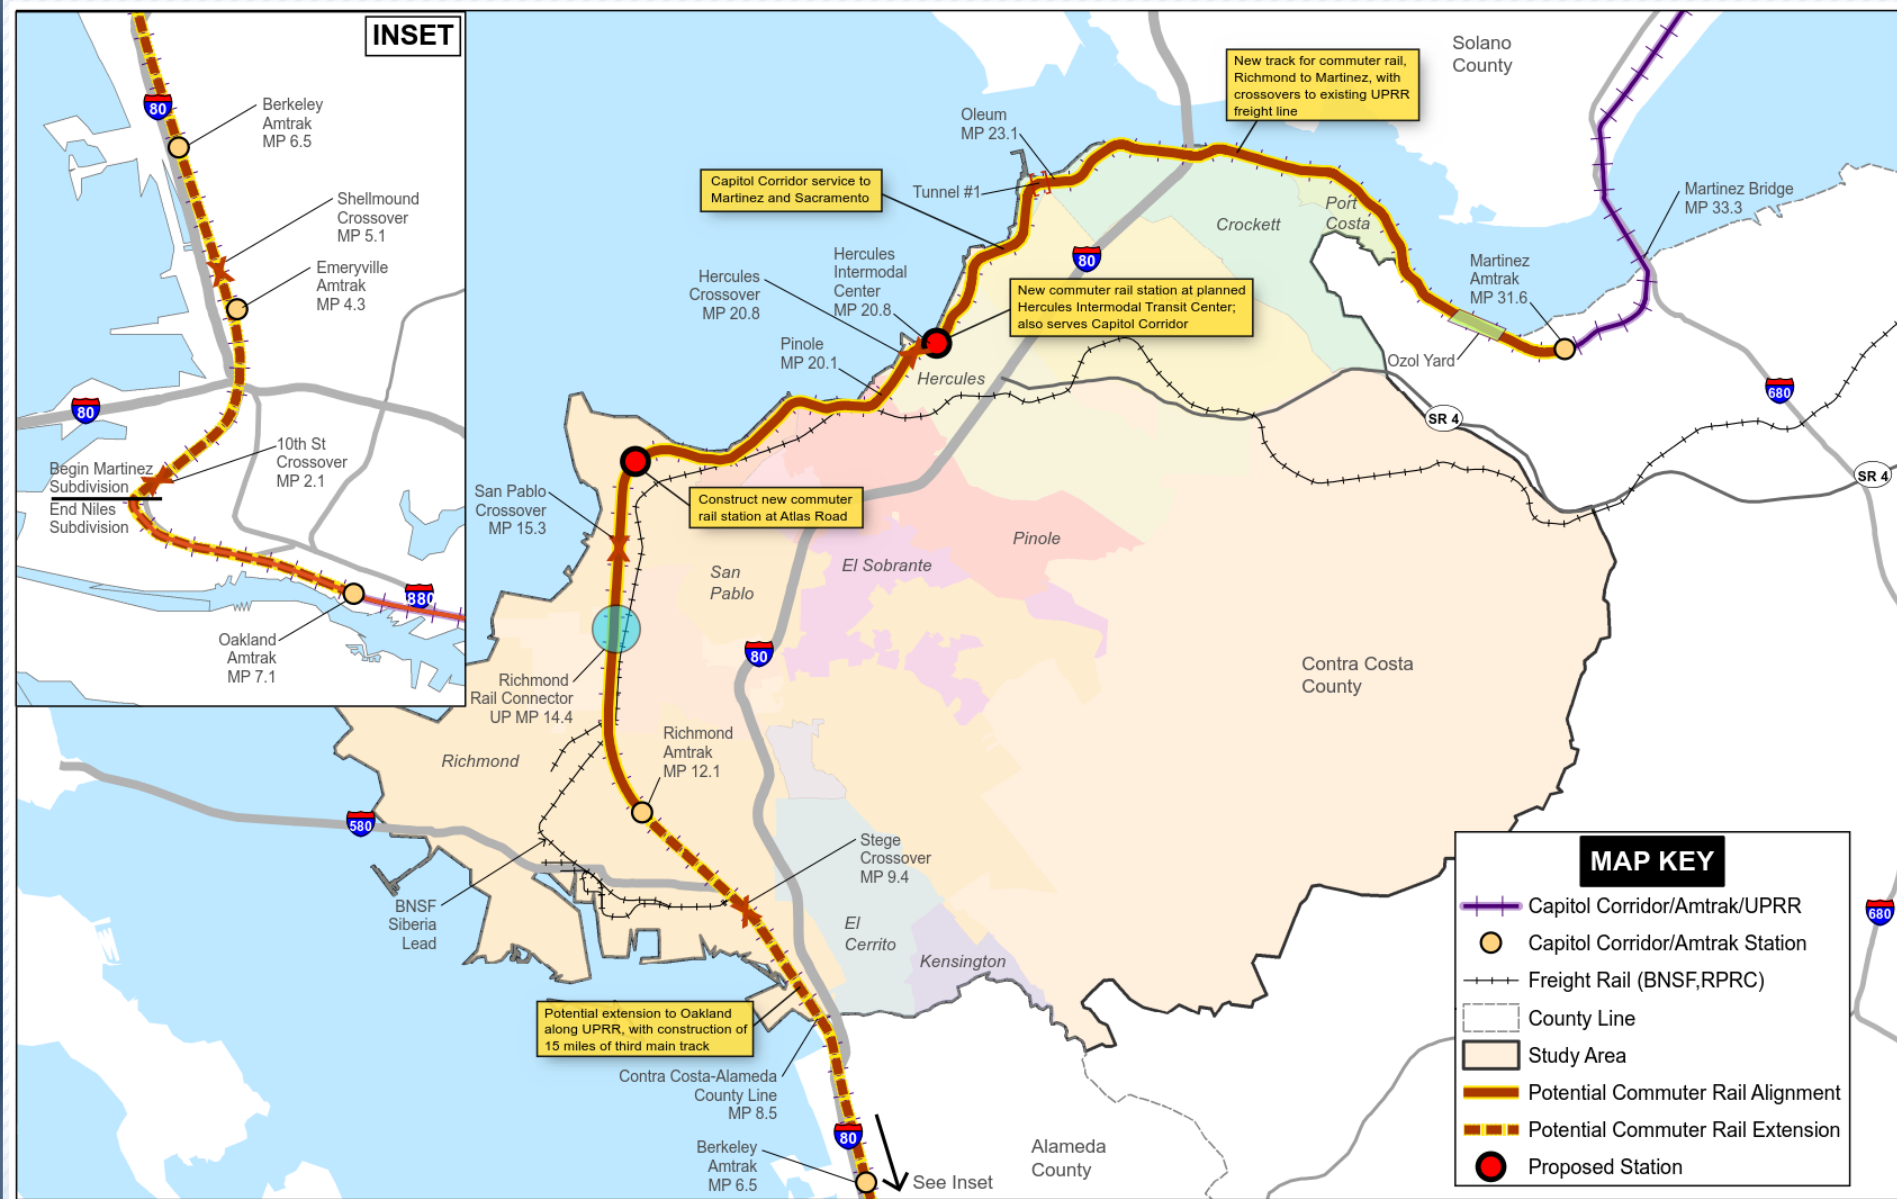 INSET
80
Berkeley
Amtrak
MP 6.5
Shellmound
Crossover
MP 5.1
Emeryville
Amtrak
MP 4.3
80
10th St
Crossover
MP 2.1
Begin Martinez
Subdivision
End Niles
Subdivision
880
Oakland
Amtrak
MP 7.1
Solano
County
New track for commuter rail,
Richmond to Martinez, with
crossovers to existing UPRR
freight line
Oleum
MP 23.1
Capitol Corridor service to
Martinez and Sacramento
Tunnel #1
Crockett
Port
Costa
Martinez Bridge
MP 33.3
80
Hercules
Intermodal
Center
MP 20.8
Hercules
Crossover
MP 20.8
Martinez
Amtrak
MP 31.6
New commuter rail station at planned
Hercules Intermodal Transit Center;
also serves Capitol Corridor
Pinole
MP 20.1
Hercules
Ozol Yard
680
SR 4
SR 4
San Pablo
Crossover
MP 15.3
Construct new commuter
rail station at Atlas Road
Pinole
El Sobrante
San
Pablo
80
Contra Costa
County
Richmond
Rail Connector
UP MP 14.4
Richmond
Richmond
Amtrak
MP 12.1
580
Stege
Crossover
MP 9.4
BNSF
Siberia
Lead
El
Cerrito
Kensington
680
Potential extension to Oakland
along UPRR, with construction of
15 miles of third main track
Contra Costa-Alameda
County Line
MP 8.5
80
Berkeley
Amtrak
MP 6.5
See Inset
Alameda
County
MAP KEY
Capitol Corridor/Amtrak/UPRR
Capitol Corridor/Amtrak Station
Freight Rail (BNSF,RPRC)
County Line
Study Area
Potential Commuter Rail Alignment
Potential Commuter Rail Extension
Proposed Station